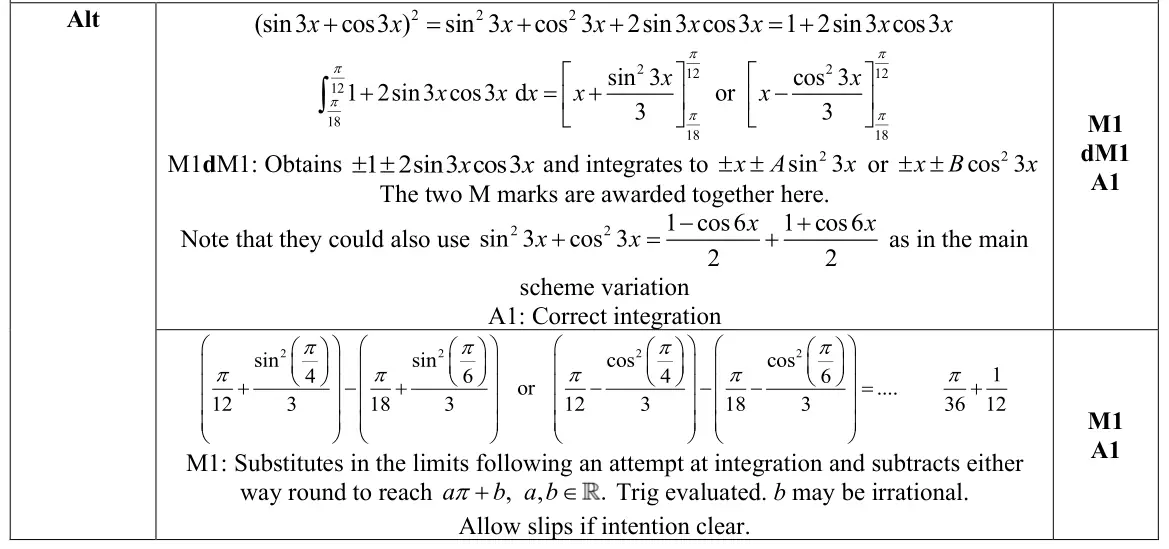 Alt
(sin 3x + cos 3x)² = sin² 3x + cos² 3x + 2 sin 3x cos 3x = 1 + 2 sin 3x cos 3x
∫_{π/18}^{π/12} 1 + 2 sin 3x cos 3x dx = [x + (sin² 3x)/3]_{π/18}^{π/12} or [x − (cos² 3x)/3]_{π/18}^{π/12}
M1dM1: Obtains ±1 ± 2 sin 3x cos 3x and integrates to ±x ± A sin² 3x or ±x ± B cos² 3x
The two M marks are awarded together here.
Note that they could also use sin² 3x + cos² 3x = (1 − cos 6x)/2 + (1 + cos 6x)/2 as in the main
scheme variation
A1: Correct integration
M1
dM1
A1
(π/12 + sin²(π/4)/3) − (π/18 + sin²(π/6)/3) or (π/12 − cos²(π/4)/3) − (π/18 − cos²(π/6)/3) = .... π/36 + 1/12
M1: Substitutes in the limits following an attempt at integration and subtracts either
way round to reach aπ + b, a, b ∈ ℝ. Trig evaluated. b may be irrational.
Allow slips if intention clear.
M1
A1